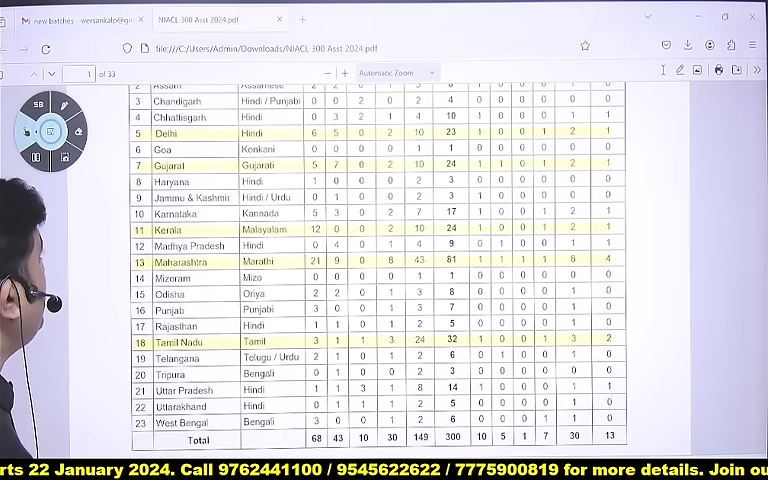 new batches - wersankalp@gm
NIACL 300 Asst 2024.pdf
file:///C:/Users/Admin/Downloads/NIACL 300 Asst 2024.pdf
1 of 33
Automatic Zoom
2 Assam Assamese
3 Chandigarh Hindi / Punjabi 0 0 2 0 2 4 0 0 0 0 0 0
4 Chhattisgarh Hindi 0 3 2 1 4 10 1 0 0 0 1 1
5 Delhi Hindi 6 5 0 2 10 23 1 0 0 1 2 1
6 Goa Konkani 0 0 0 0 1 1 0 0 0 0 0 0
7 Gujarat Gujarati 5 7 0 2 10 24 1 1 0 1 2 1
8 Haryana Hindi 1 0 0 0 2 3 0 0 0 0 0 0
9 Jammu & Kashmir Hindi / Urdu 0 1 0 0 2 3 1 0 0 0 0 0
10 Karnataka Kannada 5 3 0 2 7 17 1 0 0 1 2 1
11 Kerala Malayalam 12 0 0 2 10 24 1 0 0 1 2 1
12 Madhya Pradesh Hindi 0 4 0 1 4 9 0 1 0 0 1 1
13 Maharashtra Marathi 21 9 0 8 43 81 1 1 1 1 8 4
14 Mizoram Mizo 0 0 0 0 1 1 0 0 0 0 0 0
15 Odisha Oriya 2 2 0 1 3 8 0 0 0 0 1 0
16 Punjab Punjabi 3 0 0 1 3 7 0 0 0 0 1 0
17 Rajasthan Hindi 1 1 0 1 2 5 0 0 0 0 1 0
18 Tamil Nadu Tamil 3 1 1 3 24 32 1 0 0 1 3 2
19 Telangana Telugu / Urdu 2 1 0 1 2 6 0 1 0 0 1 0
20 Tripura Bengali 0 1 0 0 2 3 0 0 0 0 0 0
21 Uttar Pradesh Hindi 1 1 3 1 8 14 1 0 0 0 1 1
22 Uttarakhand Hindi 0 1 1 1 2 5 0 0 0 0 1 0
23 West Bengal Bengali 3 0 0 1 2 6 0 0 0 1 1 0
Total 68 43 10 30 149 300 10 5 1 7 30 13
rts 22 January 2024. Call 9762441100 / 9545622622 / 7775900819 for more details. Join ou